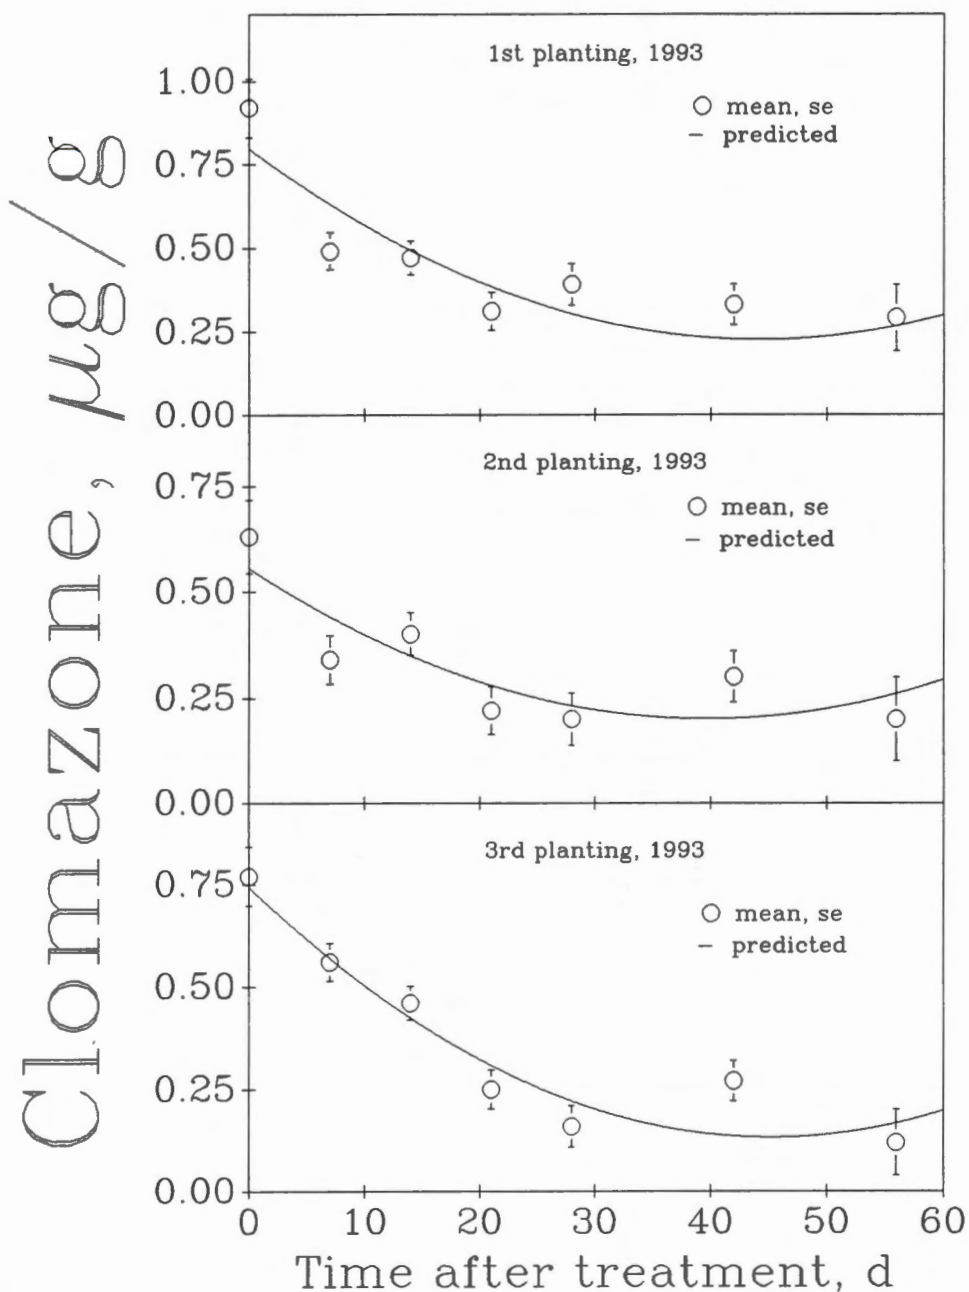 Clomazone, µg/g
1st planting, 1993
mean, se
– predicted
1.00
0.75
0.50
0.25
0.00
2nd planting, 1993
mean, se
– predicted
0.75
0.50
0.25
0.00
3rd planting, 1993
mean, se
– predicted
0.75
0.50
0.25
0.00
0 10 20 30 40 50 60
Time after treatment, d